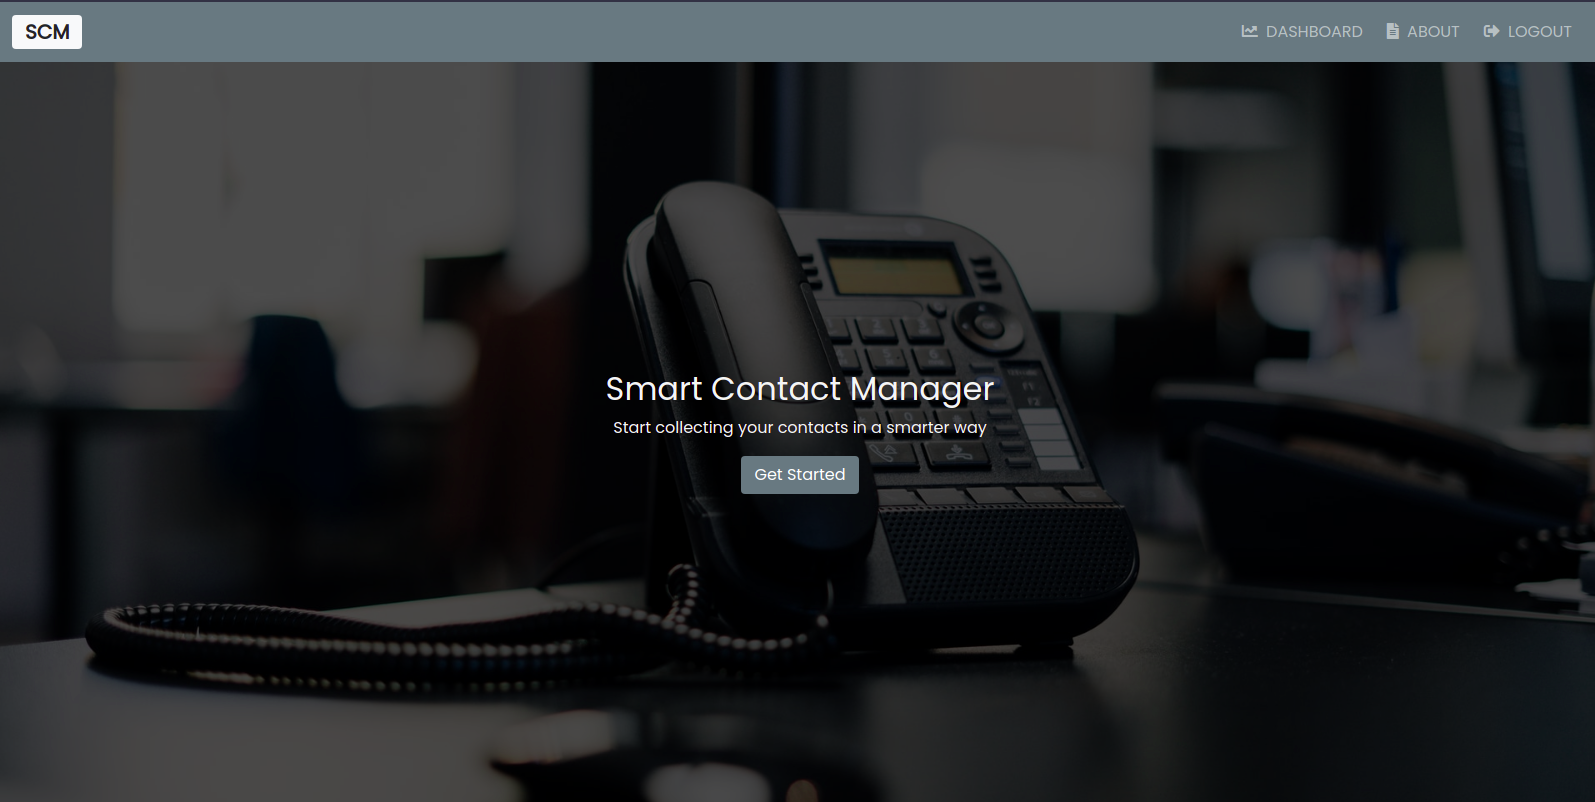 SCM
DASHBOARD
ABOUT
LOGOUT
Smart Contact Manager
Start collecting your contacts in a smarter way
Get Started